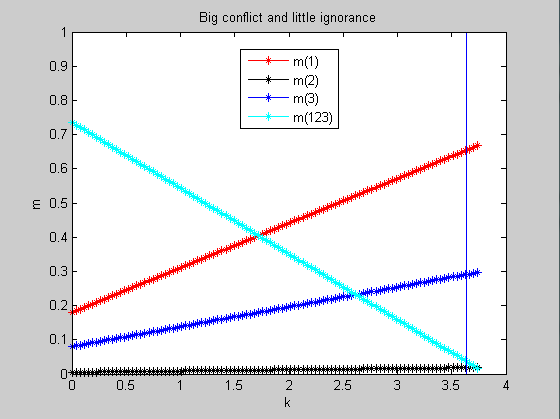 Big conflict and little ignorance
1
0.9
0.8
0.7
0.6
0.5
0.4
0.3
0.2
0.1
0
m
m(1)
m(2)
m(3)
m(123)
0 0.5 1 1.5 2 2.5 3 3.5 4
k